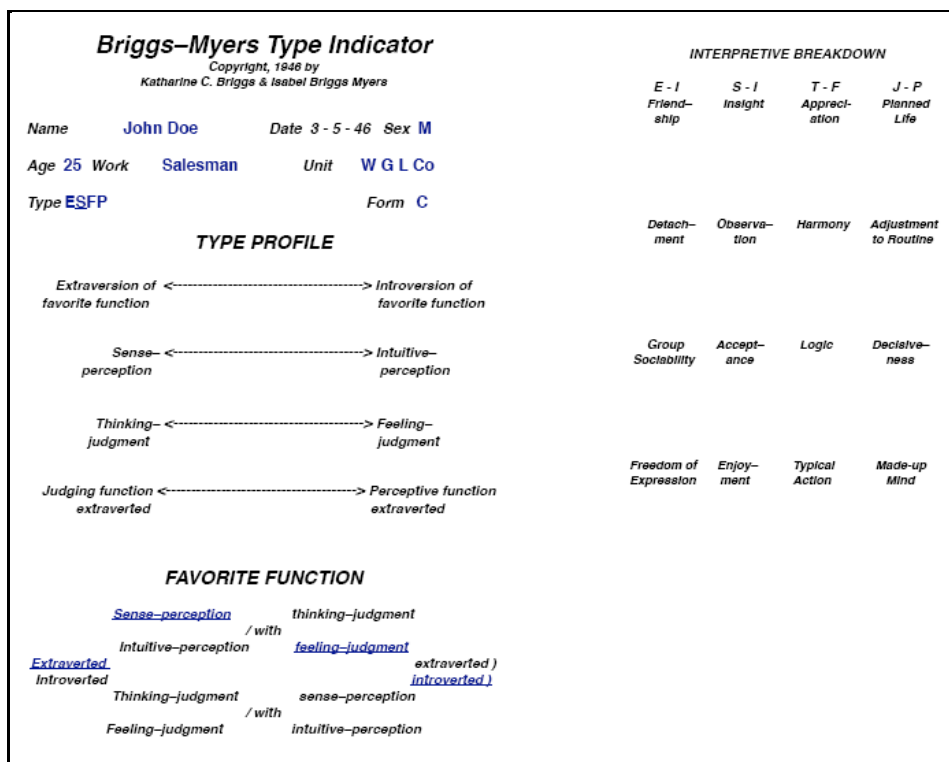 Briggs–Myers Type Indicator
Copyright, 1946 by
Katharine C. Briggs & Isabel Briggs Myers
Name John Doe Date 3 - 5 - 46 Sex M
Age 25 Work Salesman Unit W G L Co
Type ESFP Form C
TYPE PROFILE
Extraversion of <----------------------------------------> Introversion of
favorite function favorite function
Sense– <----------------------------------------> Intuitive–
perception perception
Thinking– <----------------------------------------> Feeling–
judgment judgment
Judging function <----------------------------------------> Perceptive function
extraverted extraverted
FAVORITE FUNCTION
Sense–perception thinking–judgment
/ with
Intuitive–perception feeling–judgment
Extraverted extraverted )
Introverted introverted )
Thinking–judgment sense–perception
/ with
Feeling–judgment intuitive–perception
INTERPRETIVE BREAKDOWN
E - I S - I T - F J - P
Friend– Insight Appreci- Planned
ship ation Life
Detach– Observa– Harmony Adjustment
ment tion to Routine
Group Accept– Logic Decisive–
Sociability ance ness
Freedom of Enjoy– Typical Made-up
Expression ment Action Mind